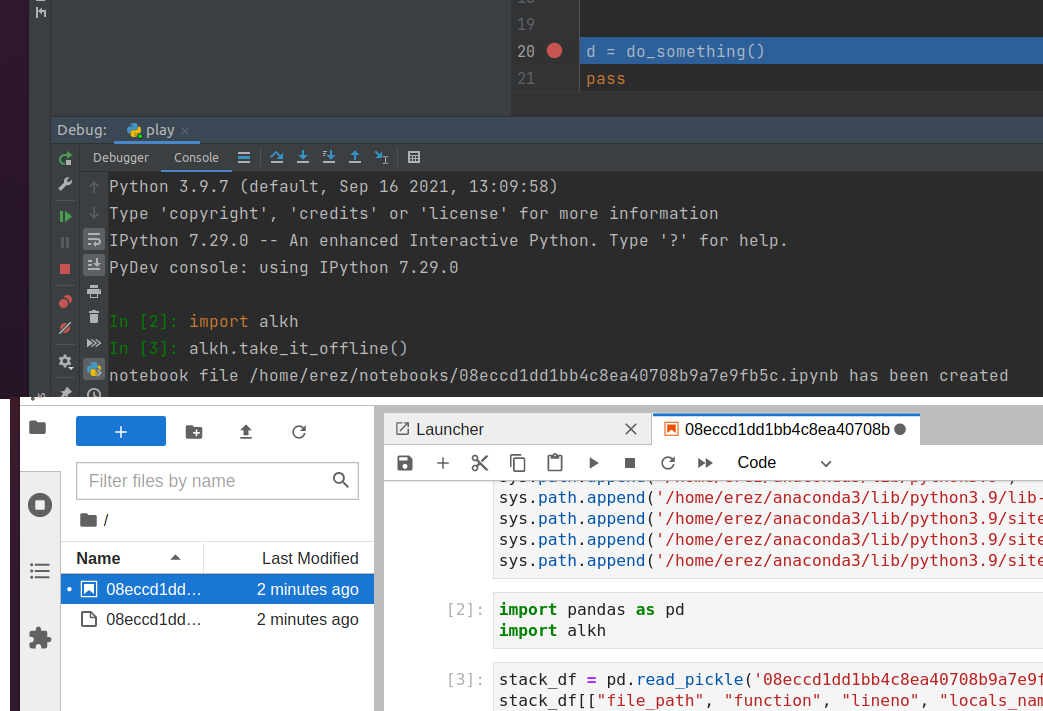 19
20 d = do_something()
21 pass
Debug: play
Debugger Console
Python 3.9.7 (default, Sep 16 2021, 13:09:58)
Type 'copyright', 'credits' or 'license' for more information
IPython 7.29.0 -- An enhanced Interactive Python. Type '?' for help.
PyDev console: using IPython 7.29.0
In [2]: import alkh
In [3]: alkh.take_it_offline()
notebook file /home/erez/notebooks/08eccd1dd1bb4c8ea40708b9a7e9fb5c.ipynb has been created
Launcher 08eccd1dd1bb4c8ea40708b
Code
Filter files by name
/
Name Last Modified
08eccd1dd… 2 minutes ago
08eccd1dd… 2 minutes ago
sys.path.append('/home/erez/anaconda3/lib/python3.9')
sys.path.append('/home/erez/anaconda3/lib/python3.9/lib-
sys.path.append('/home/erez/anaconda3/lib/python3.9/site
sys.path.append('/home/erez/anaconda3/lib/python3.9/site
sys.path.append('/home/erez/anaconda3/lib/python3.9/site
[2]: import pandas as pd
import alkh
[3]: stack_df = pd.read_pickle('08eccd1dd1bb4c8ea40708b9a7e9f
stack_df[["file_path", "function", "lineno", "locals_nam